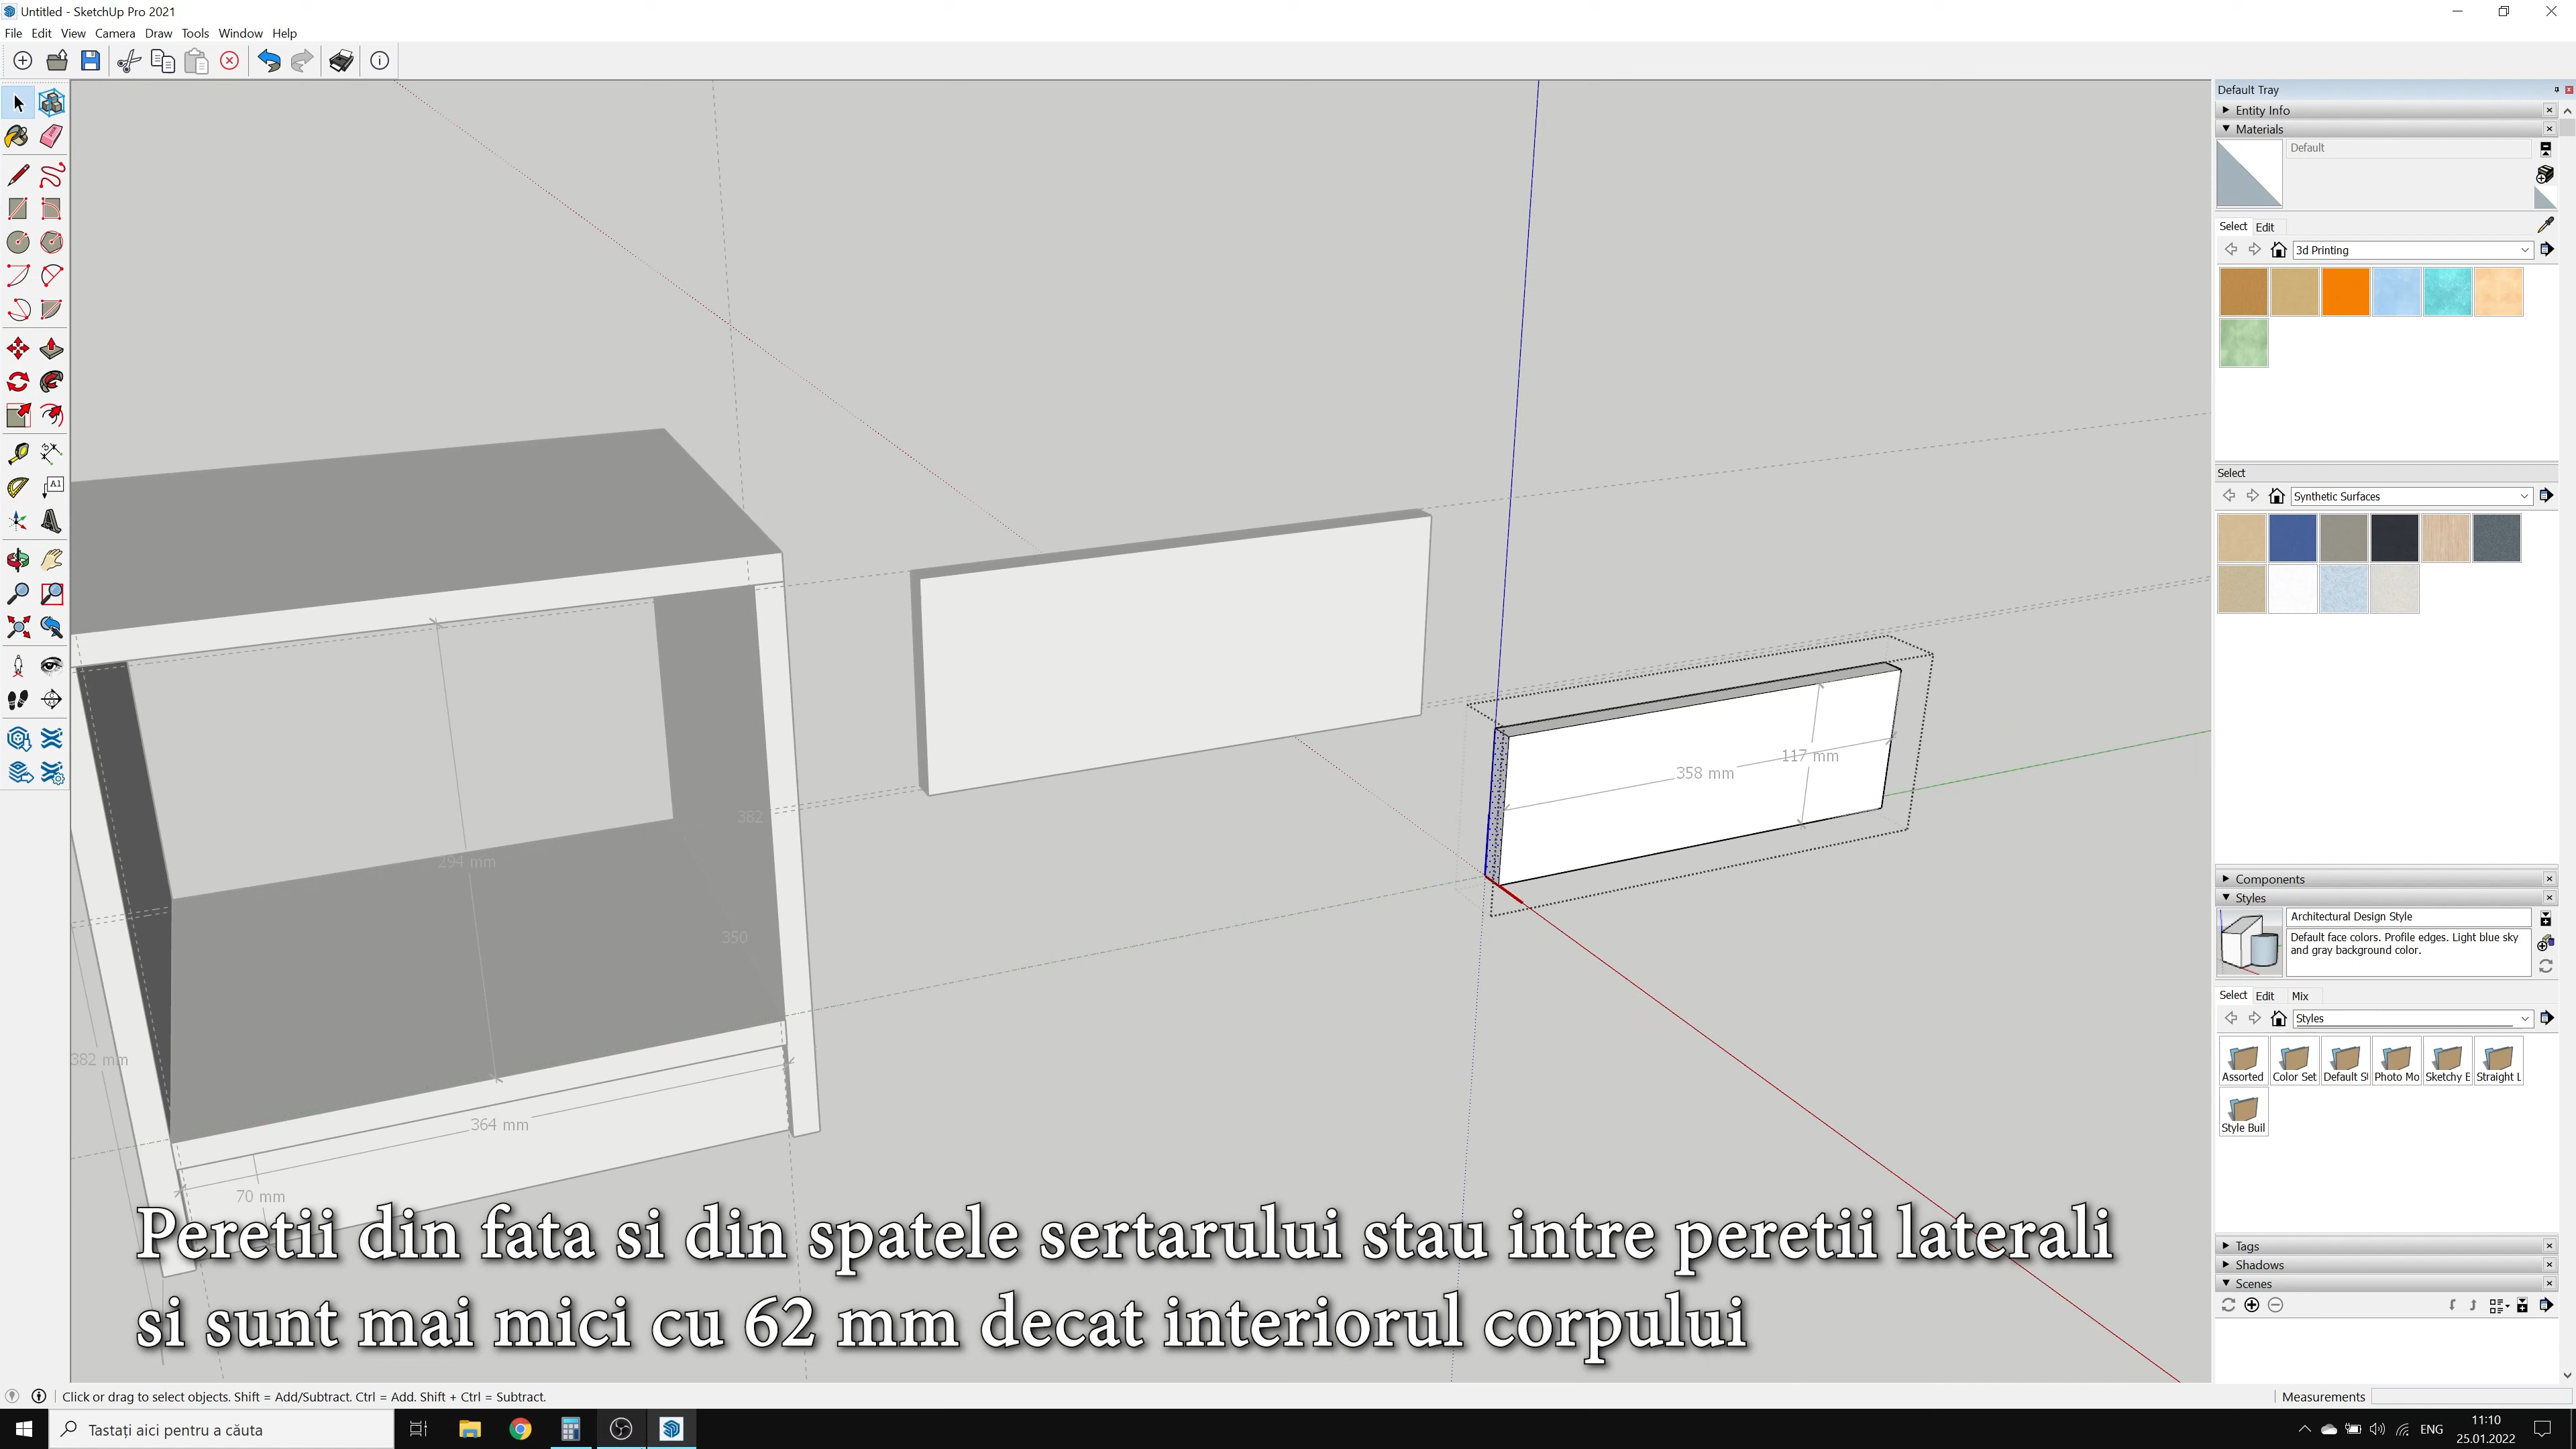 Untitled - SketchUp Pro 2021
File Edit View Camera Draw Tools Window Help
Default Tray
Entity Info
Materials
Default
Select Edit
3d Printing
A1
Select
Synthetic Surfaces
117 mm
358 mm
382
294 mm
350
382 mm
364 mm
70 mm
Components
Styles
Architectural Design Style
Default face colors. Profile edges. Light blue sky
and gray background color.
Select Edit Mix
Styles
Assorted Color Set Default St Photo Mo Sketchy E Straight L
Style Buil
Peretii din fata si din spatele sertarului stau intre peretii laterali
si sunt mai mici cu 62 mm decat interiorul corpului
Tags
Shadows
Scenes
Click or drag to select objects. Shift = Add/Subtract. Ctrl = Add. Shift + Ctrl = Subtract.
Measurements
Tastați aici pentru a căuta
ENG
11:10
25.01.2022